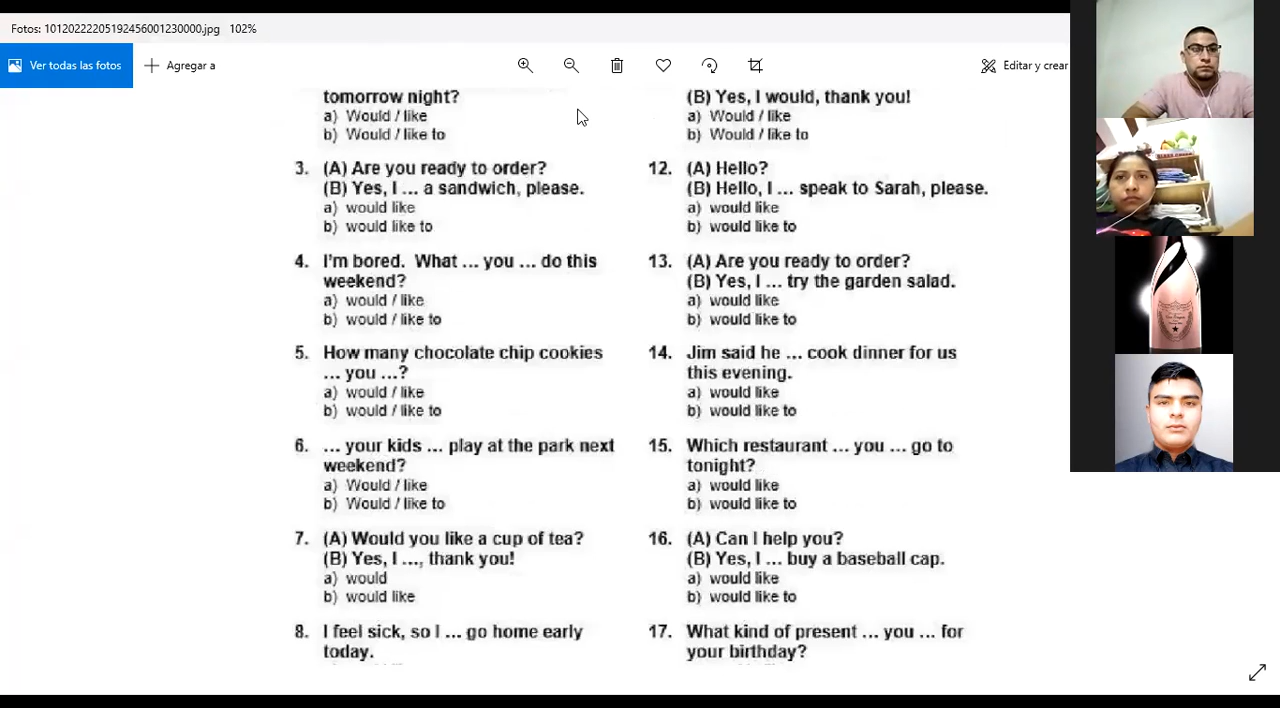 Fotos: 10120222205192456001230000.jpg 102%
Ver todas las fotos
Agregar a
Editar y crear
tomorrow night?
a) Would / like
b) Would / like to
3. (A) Are you ready to order?
(B) Yes, I ... a sandwich, please.
a) would like
b) would like to
4. I'm bored. What ... you ... do this
weekend?
a) would / like
b) would / like to
5. How many chocolate chip cookies
... you ...?
a) would / like
b) would / like to
6. ... your kids ... play at the park next
weekend?
a) Would / like
b) Would / like to
7. (A) Would you like a cup of tea?
(B) Yes, I ..., thank you!
a) would
b) would like
8. I feel sick, so I ... go home early
today.
(B) Yes, I would, thank you!
a) Would / like
b) Would / like to
12. (A) Hello?
(B) Hello, I ... speak to Sarah, please.
a) would like
b) would like to
13. (A) Are you ready to order?
(B) Yes, I ... try the garden salad.
a) would like
b) would like to
14. Jim said he ... cook dinner for us
this evening.
a) would like
b) would like to
15. Which restaurant ... you ... go to
tonight?
a) would like
b) would like to
16. (A) Can I help you?
(B) Yes, I ... buy a baseball cap.
a) would like
b) would like to
17. What kind of present ... you ... for
your birthday?